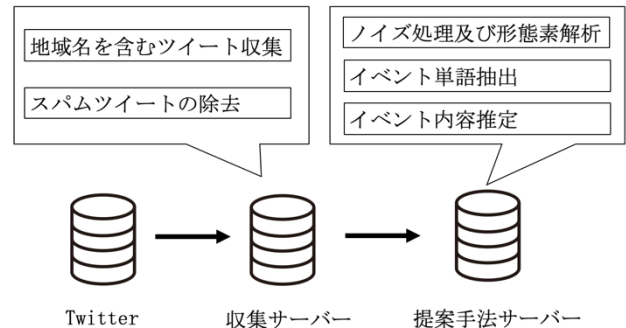 地域名を含むツイート収集
スパムツイートの除去
ノイズ処理及び形態素解析
イベント単語抽出
イベント内容推定
Twitter
収集サーバー
提案手法サーバー